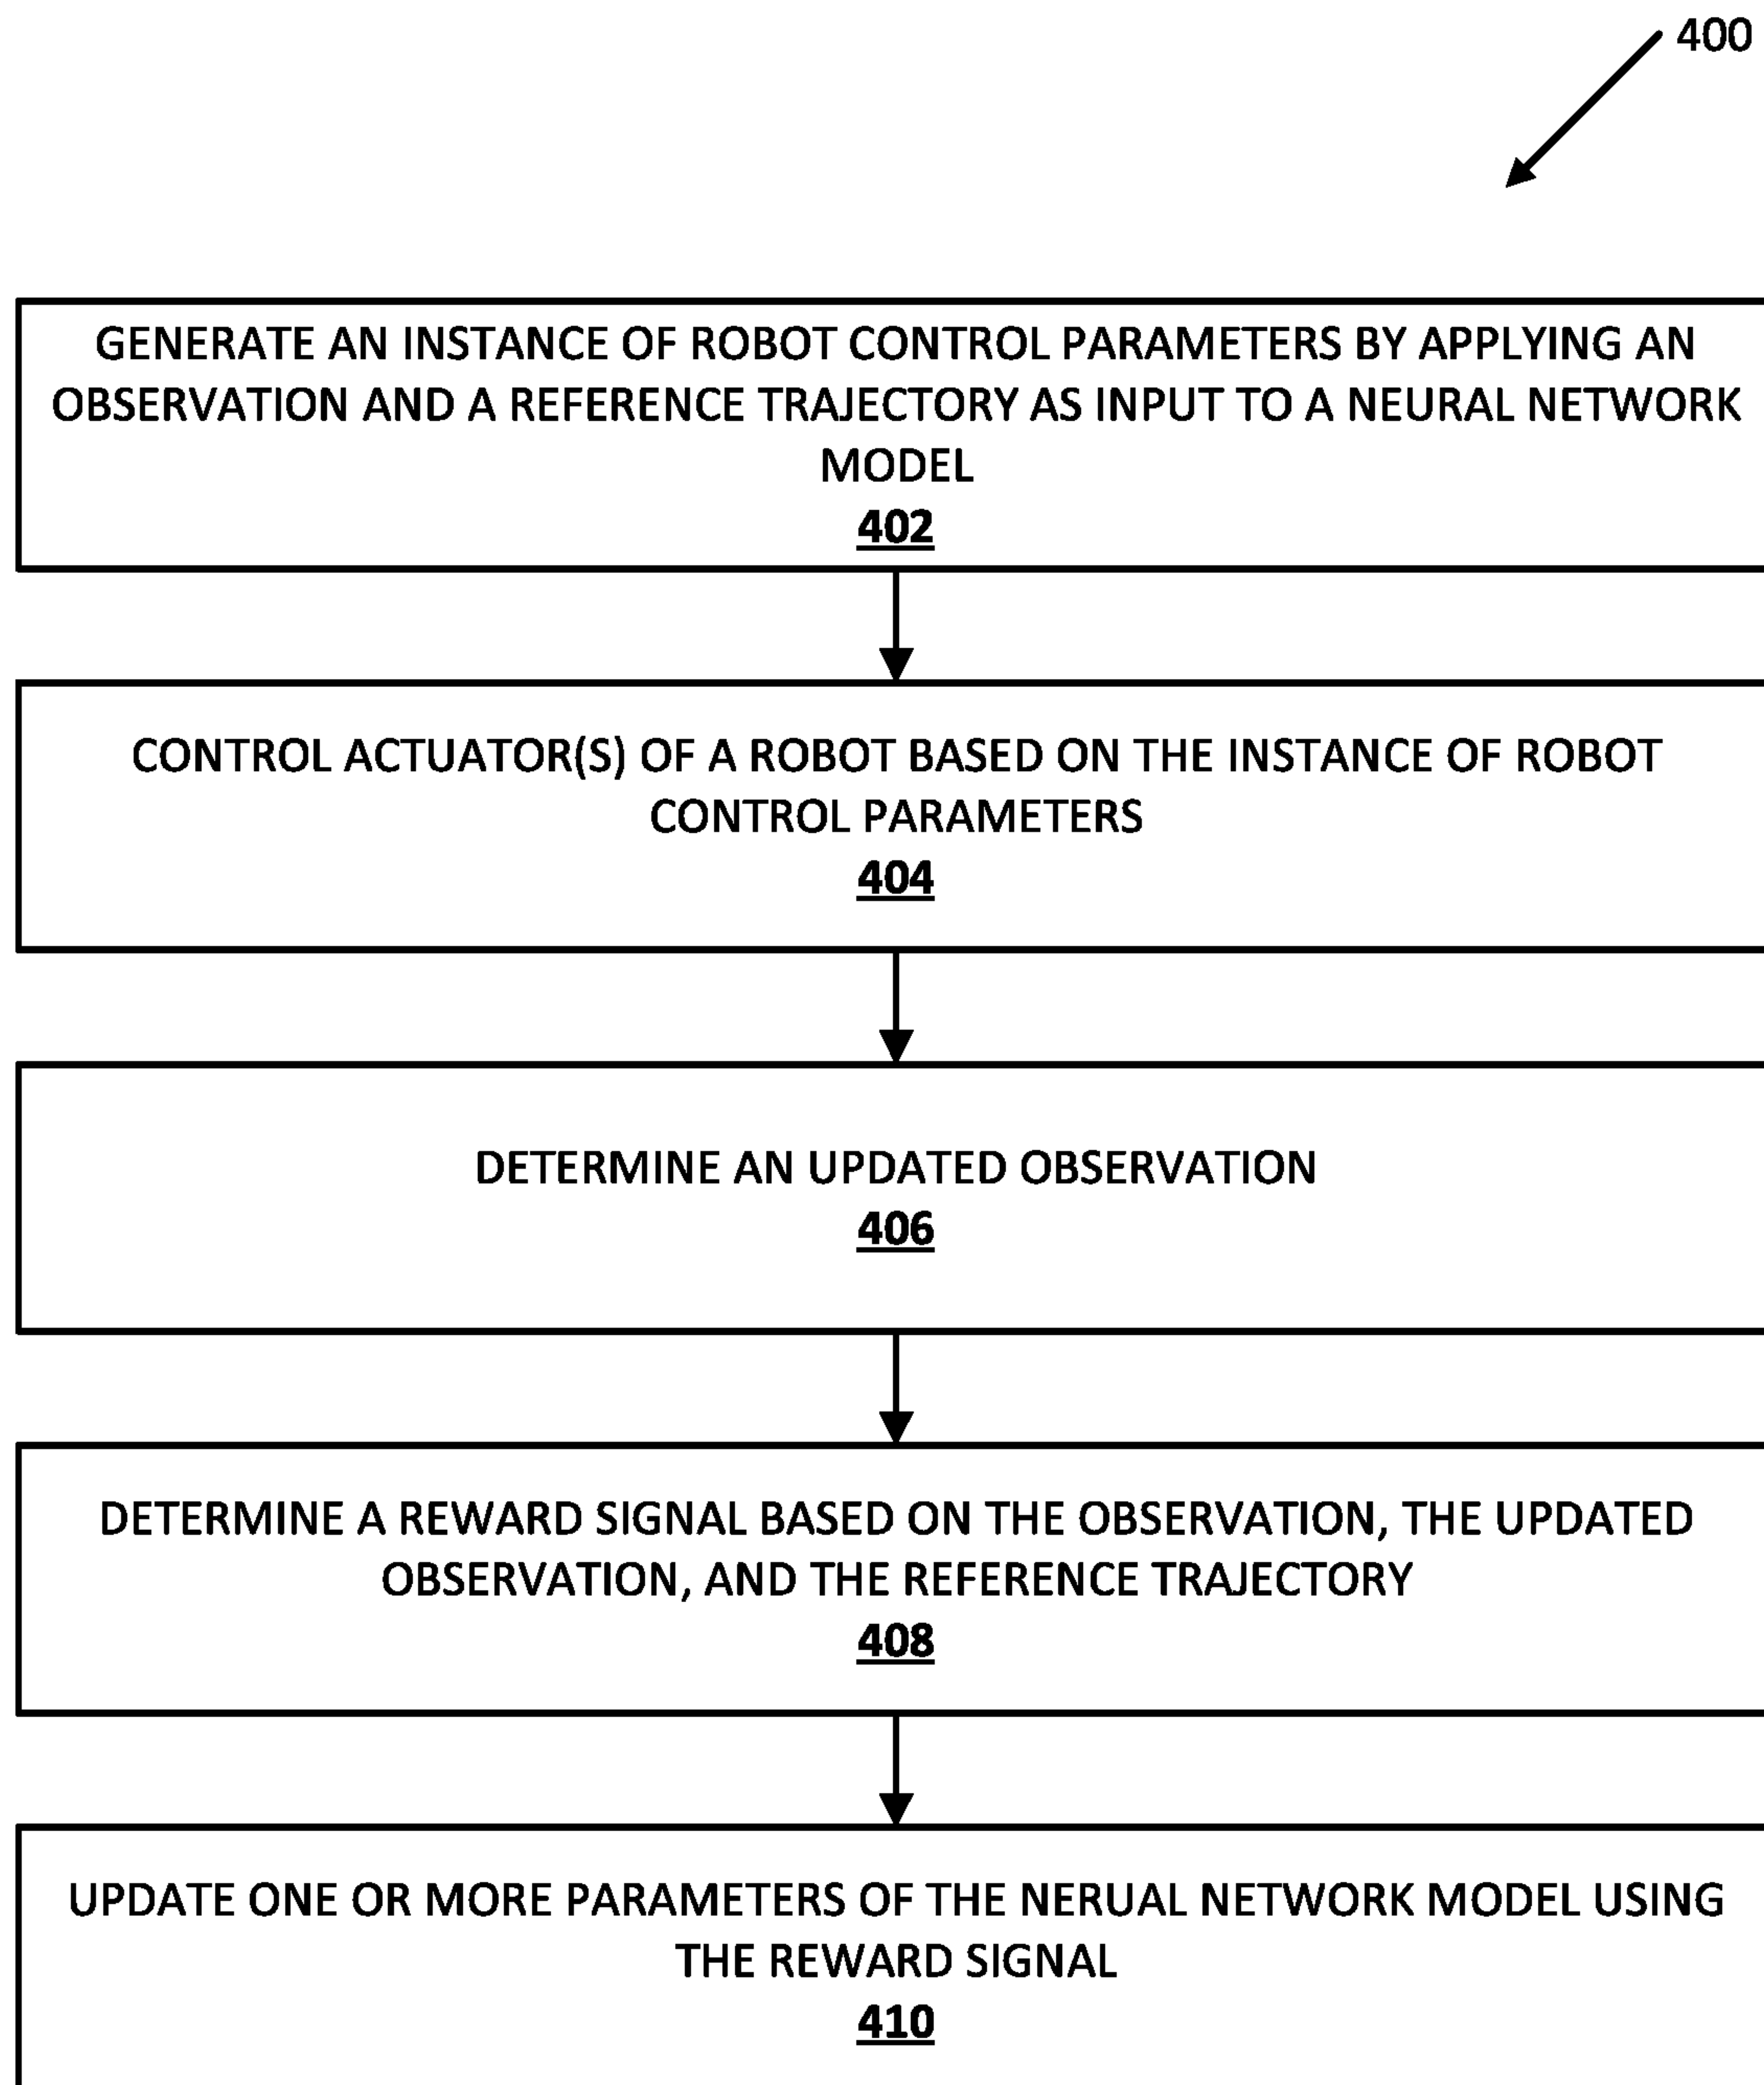 400
GENERATE AN INSTANCE OF ROBOT CONTROL PARAMETERS BY APPLYING AN
OBSERVATION AND A REFERENCE TRAJECTORY AS INPUT TO A NEURAL NETWORK
MODEL
402
CONTROL ACTUATOR(S) OF A ROBOT BASED ON THE INSTANCE OF ROBOT
CONTROL PARAMETERS
404
DETERMINE AN UPDATED OBSERVATION
406
DETERMINE A REWARD SIGNAL BASED ON THE OBSERVATION, THE UPDATED
OBSERVATION, AND THE REFERENCE TRAJECTORY
408
UPDATE ONE OR MORE PARAMETERS OF THE NERUAL NETWORK MODEL USING
THE REWARD SIGNAL
410